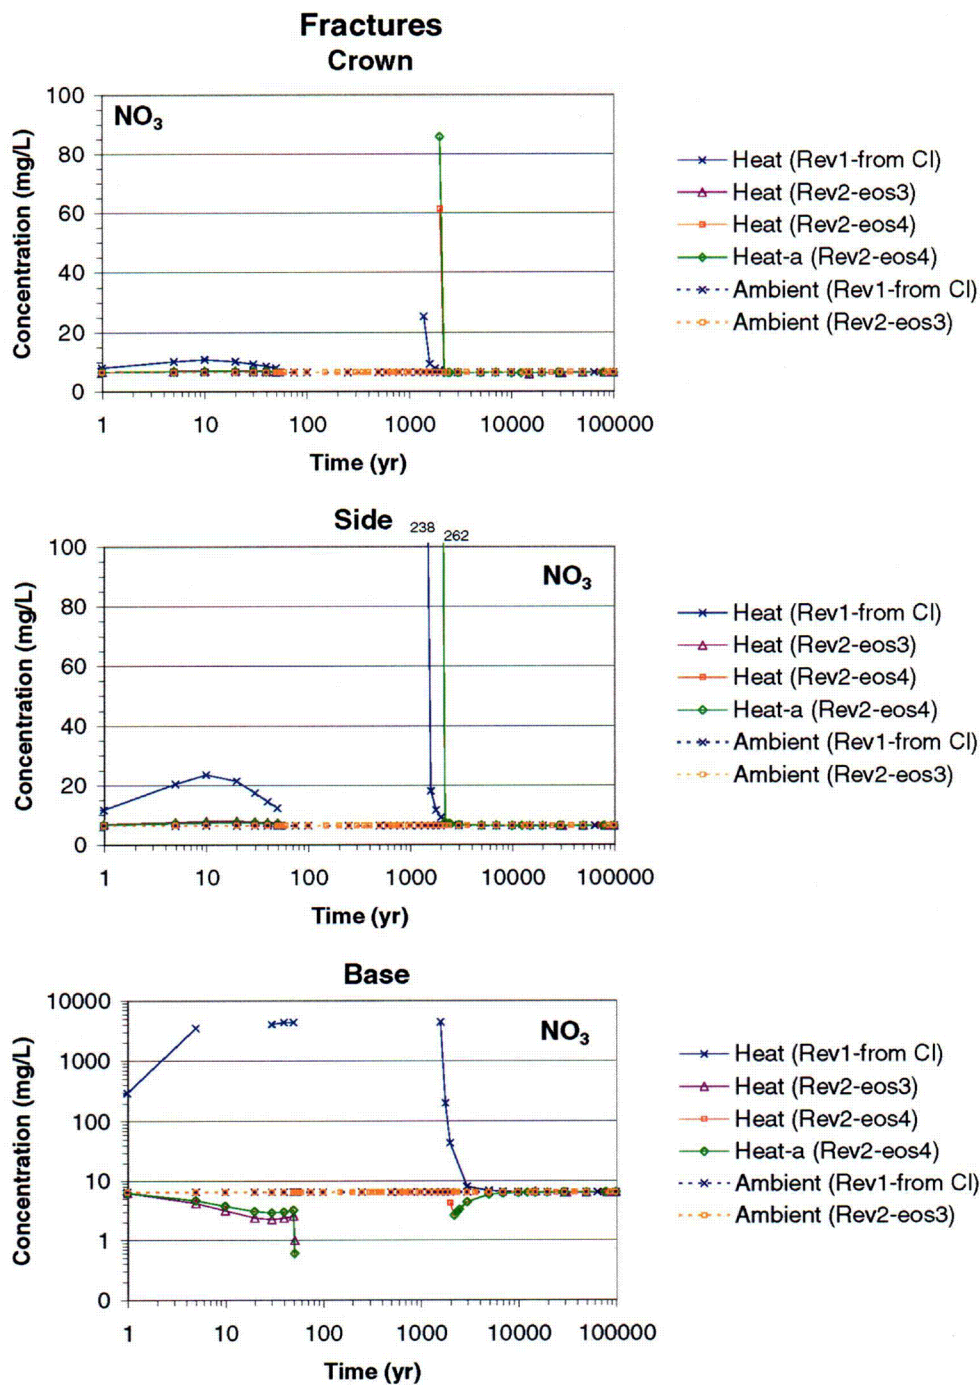 Fractures
Crown
NO3
Concentration (mg/L)
100
80
60
40
20
0
1 10 100 1000 10000 100000
Time (yr)
Heat (Rev1-from Cl)
Heat (Rev2-eos3)
Heat (Rev2-eos4)
Heat-a (Rev2-eos4)
Ambient (Rev1-from Cl)
Ambient (Rev2-eos3)
Side
238
262
NO3
Concentration (mg/L)
100
80
60
40
20
0
1 10 100 1000 10000 100000
Time (yr)
Heat (Rev1-from Cl)
Heat (Rev2-eos3)
Heat (Rev2-eos4)
Heat-a (Rev2-eos4)
Ambient (Rev1-from Cl)
Ambient (Rev2-eos3)
Base
NO3
Concentration (mg/L)
10000
1000
100
10
1
0
1 10 100 1000 10000 100000
Time (yr)
Heat (Rev1-from Cl)
Heat (Rev2-eos3)
Heat (Rev2-eos4)
Heat-a (Rev2-eos4)
Ambient (Rev1-from Cl)
Ambient (Rev2-eos3)